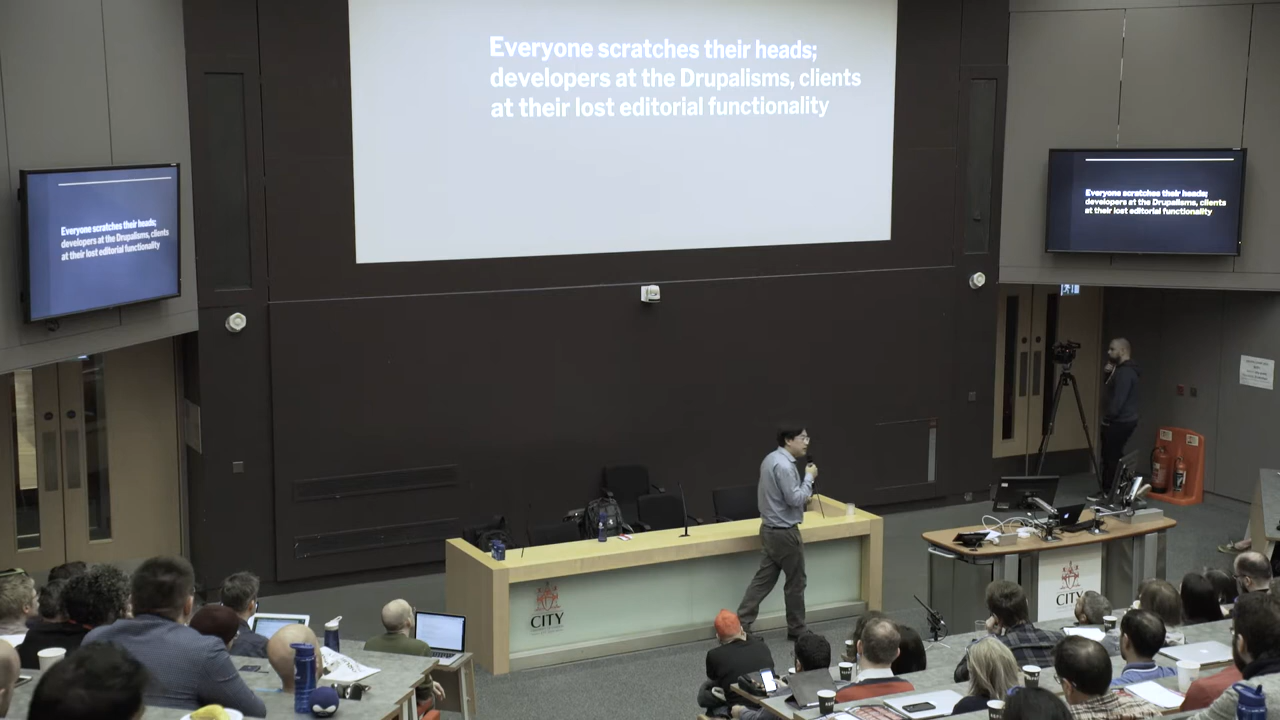 Everyone scratches their heads;
developers at the Drupalisms, clients
at their lost editorial functionality
Everyone scratches their heads;
developers at the Drupalisms, clients
at their lost editorial functionality
Everyone scratches their heads;
developers at the Drupalisms, clients
at their lost editorial functionality
CITY
CITY